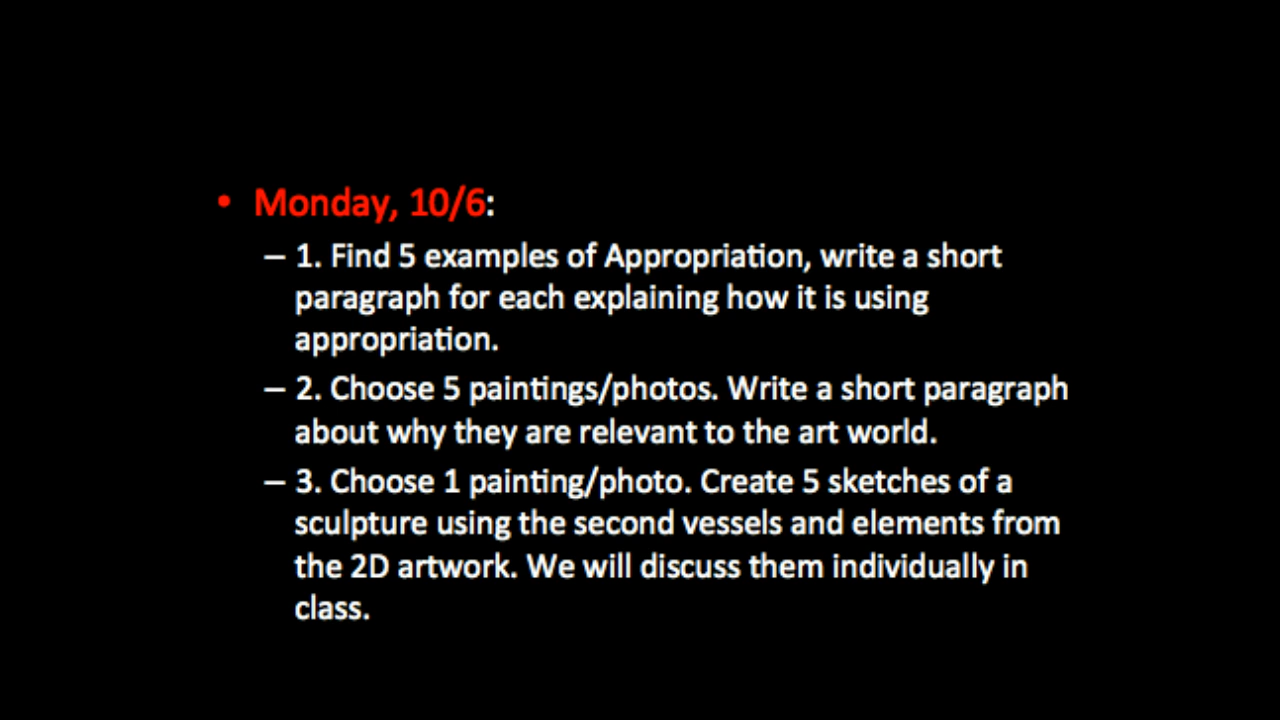 • Monday, 10/6:
– 1. Find 5 examples of Appropriation, write a short
paragraph for each explaining how it is using
appropriation.
– 2. Choose 5 paintings/photos. Write a short paragraph
about why they are relevant to the art world.
– 3. Choose 1 painting/photo. Create 5 sketches of a
sculpture using the second vessels and elements from
the 2D artwork. We will discuss them individually in
class.